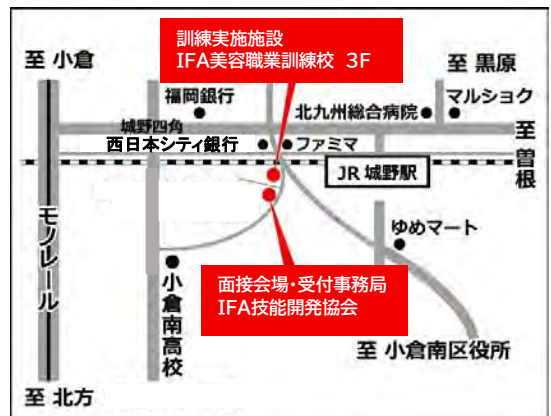 訓練実施施設
IFA美容職業訓練校 3F
至 小倉
至 黒原
福岡銀行
北九州総合病院
マルショク
城野四角
至 曽根
西日本シティ銀行
ファミマ
JR 城野駅
モノレール
ゆめマート
面接会場・受付事務局
IFA技能開発協会
小倉南高校
至 小倉南区役所
至 北方